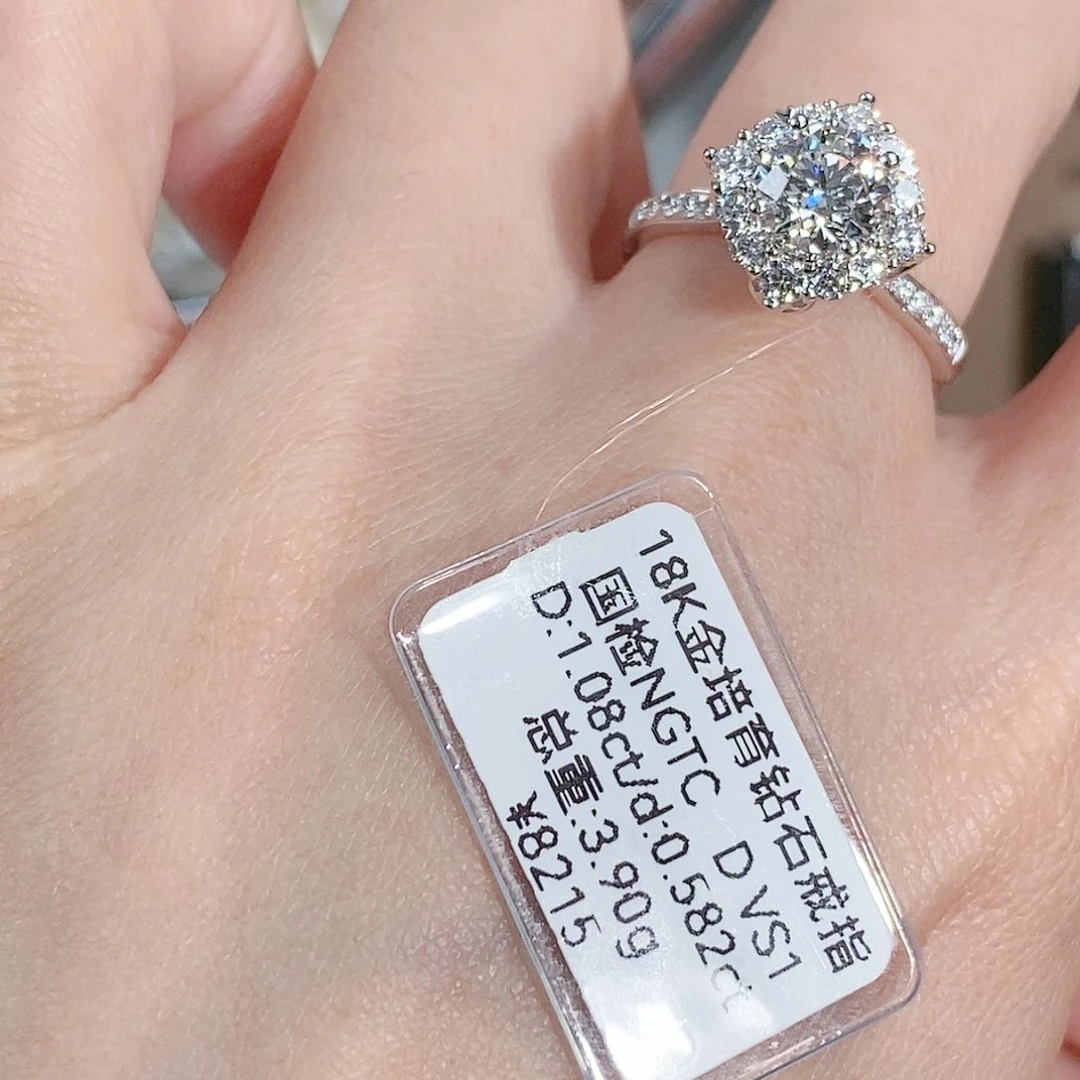 18K金培育钻石戒指
国检NGTC D VS1
D:1.08ct/d:0.582ct
总重:3.90g
¥8215